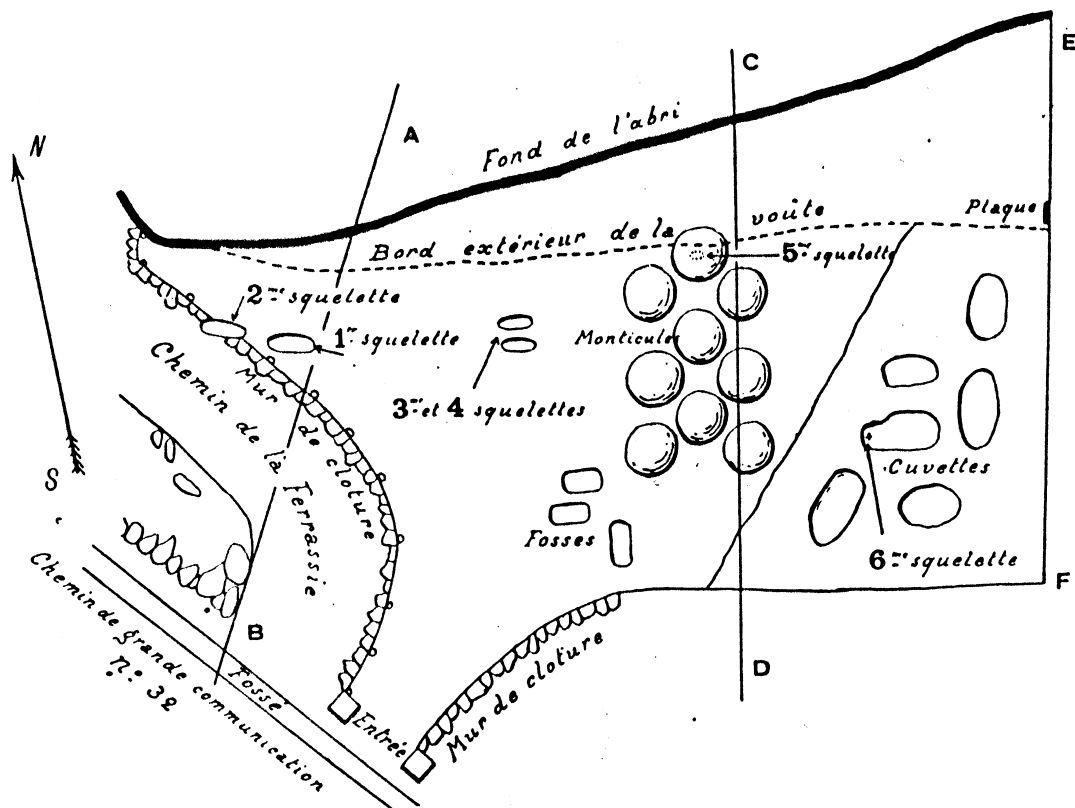 E
C
N
A
Fond de l'abri
Plaque
Bord extérieur de la voûte
5me squelette
2me squelette
1er squelette
Monticules
3me et 4 squelettes
Chemin de la Ferrassie
Mur de cloture
S
Cuvettes
Fosses
6me squelette
F
B
D
Chemin de grande communication
n° 32
Fossé
Entrée
Mur de cloture